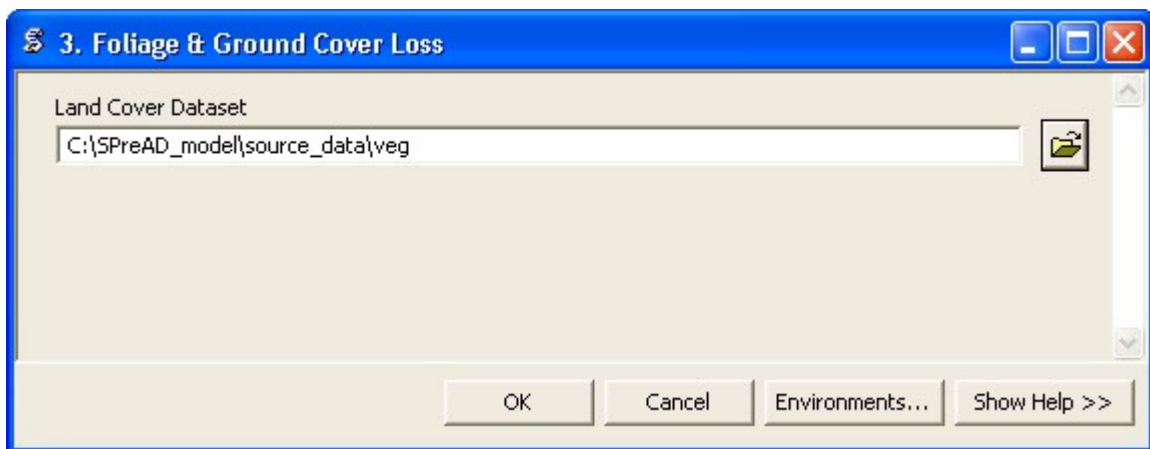 3. Foliage & Ground Cover Loss
Land Cover Dataset
C:\SPreAD_model\source_data\veg
OK Cancel Environments... Show Help >>